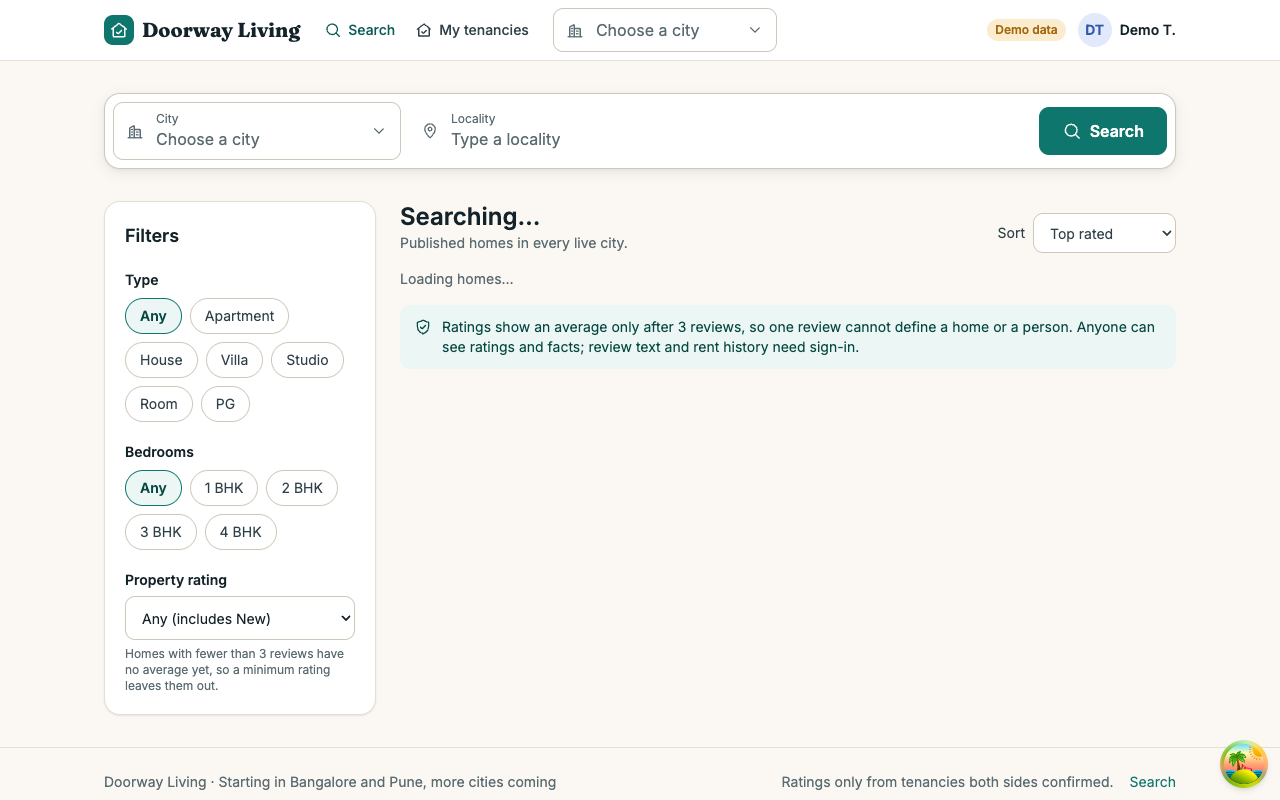 Doorway Living
Search
My tenancies
Choose a city
Demo data
DT
Demo T.
City
Choose a city
Locality
Type a locality
Search
Filters
Type
Any
Apartment
House
Villa
Studio
Room
PG
Bedrooms
Any
1 BHK
2 BHK
3 BHK
4 BHK
Property rating
Any (includes New)
Homes with fewer than 3 reviews have
no average yet, so a minimum rating
leaves them out.
Searching...
Published homes in every live city.
Sort
Top rated
Loading homes...
Ratings show an average only after 3 reviews, so one review cannot define a home or a person. Anyone can
see ratings and facts; review text and rent history need sign-in.
Doorway Living · Starting in Bangalore and Pune, more cities coming
Ratings only from tenancies both sides confirmed.
Search